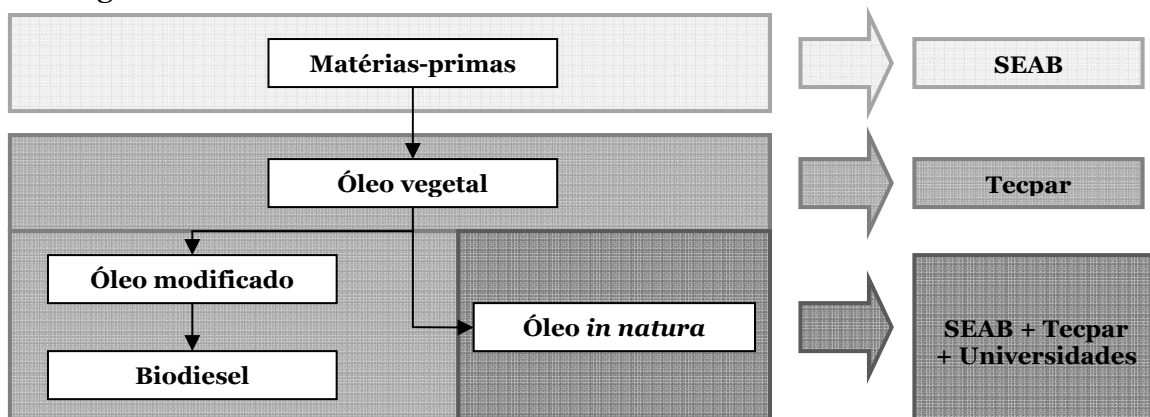 Matérias-primas
SEAB
Óleo vegetal
Tecpar
Óleo modificado
Óleo in natura
SEAB + Tecpar
+ Universidades
Biodiesel